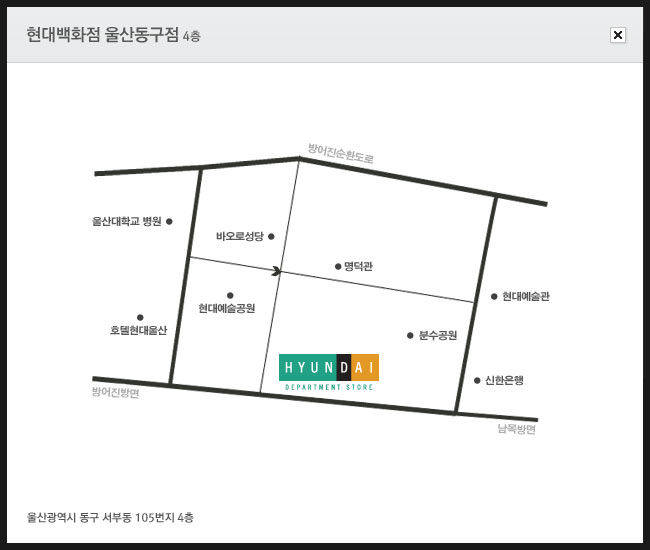 현대백화점 울산동구점 4층
방어진순환도로
울산대학교 병원
바오로성당
명덕관
현대예술공원
현대예술관
호텔현대울산
분수공원
HYUNDAI
DEPARTMENT STORE
신한은행
방어진방면
남목방면
울산광역시 동구 서부동 105번지 4층